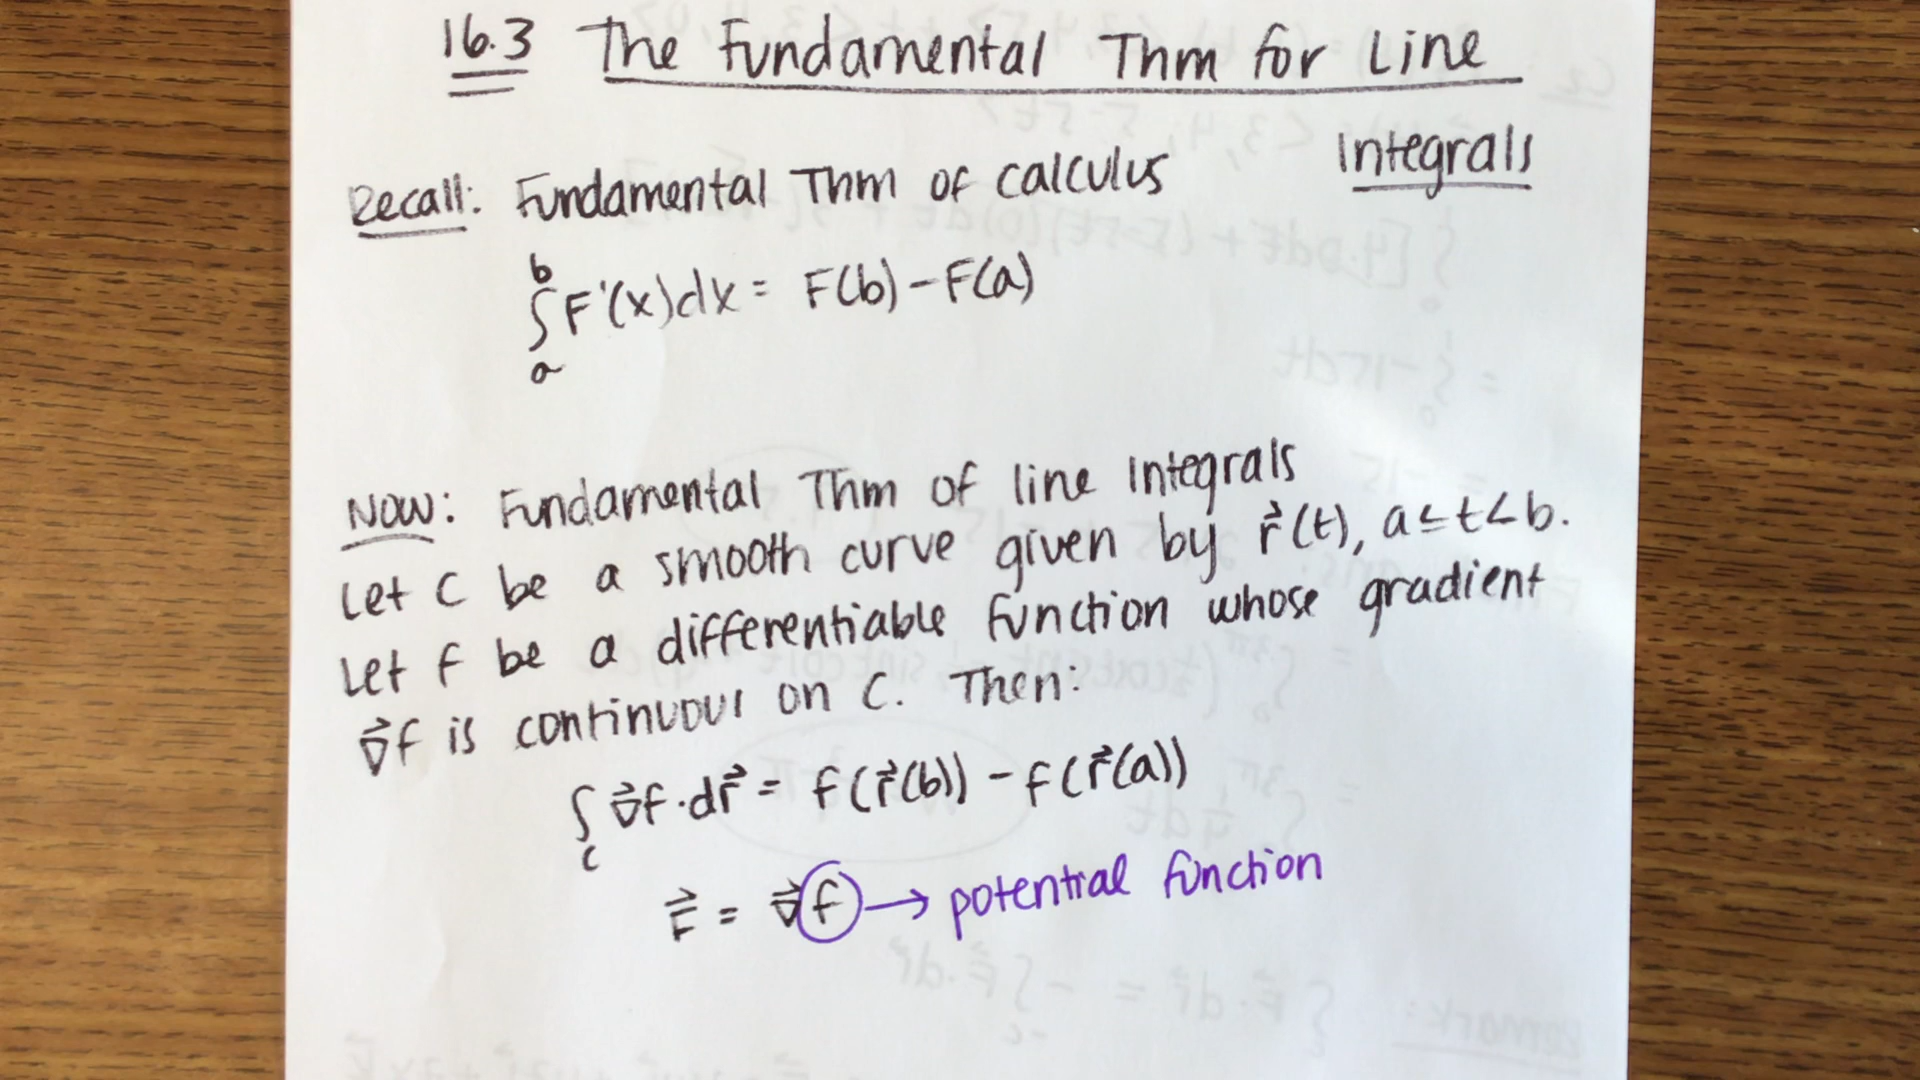 16.3 The Fundamental Thm for Line
Integrals
Recall: Fundamental Thm of calculus
∫_a^b F'(x)dx = F(b) - F(a)
NOW: Fundamental Thm of line Integrals
Let C be a smooth curve given by r⃗(t), a≤t<b.
Let f be a differentiable function whose gradient
∇⃗f is continuous on C. Then:
∫_C ∇⃗f·dr⃗ = f(r⃗(b)) - f(r⃗(a))
F⃗ = ∇⃗f → potential function